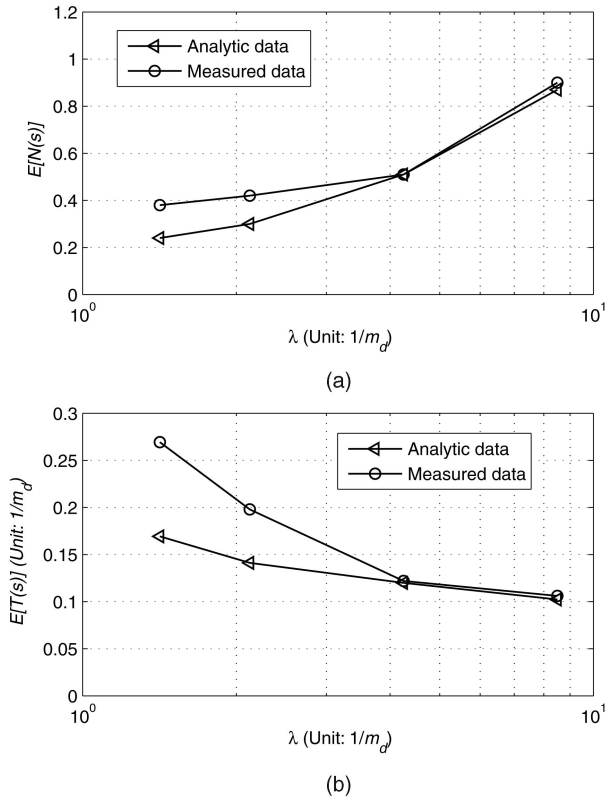 1.2
1
0.8
0.6
0.4
0.2
0
E[N(s)]
Analytic data
Measured data
10^0
10^1
λ (Unit: 1/m_d)
(a)
0.3
0.25
0.2
0.15
0.1
0.05
0
E[T(s)] (Unit: 1/m_d)
Analytic data
Measured data
10^0
10^1
λ (Unit: 1/m_d)
(b)